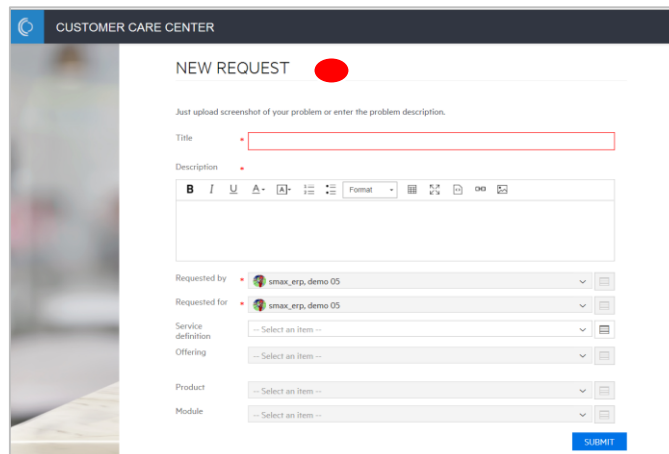 CUSTOMER CARE CENTER
NEW REQUEST
Just upload screenshot of your problem or enter the problem description.
Title *
Description *
B I U A A Format
Requested by * smax_erp, demo 05
Requested for * smax_erp, demo 05
Service definition -- Select an item --
Offering -- Select an item --
Product -- Select an item --
Module -- Select an item --
SUBMIT